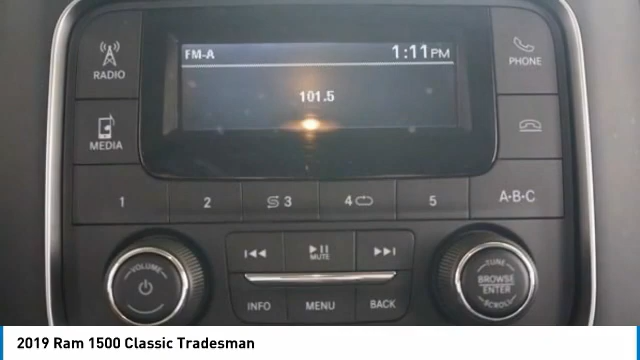 FM-A 1:11PM
RADIO
PHONE
101.5
MEDIA
1 2 3 4 5 A·B·C
VOLUME
MUTE
TUNE
BROWSE
ENTER
SCROLL
INFO MENU BACK
2019 Ram 1500 Classic Tradesman